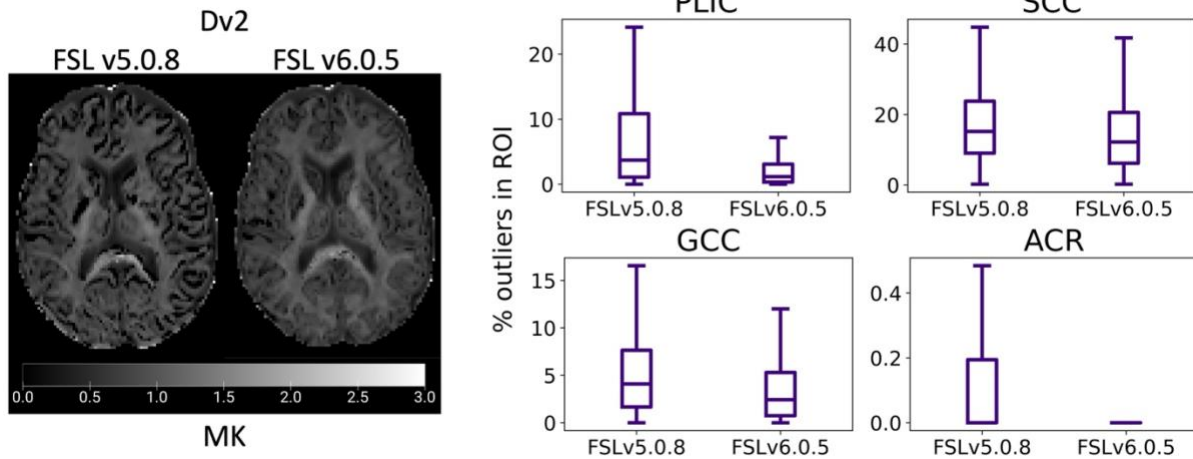 Dv2
FSL v5.0.8 FSL v6.0.5
0.0 0.5 1.0 1.5 2.0 2.5 3.0
MK
% outliers in ROI
PLIC
20
10
0
FSLv5.0.8 FSLv6.0.5
SCC
40
20
0
FSLv5.0.8 FSLv6.0.5
GCC
15
10
5
0
FSLv5.0.8 FSLv6.0.5
ACR
0.4
0.2
0.0
FSLv5.0.8 FSLv6.0.5